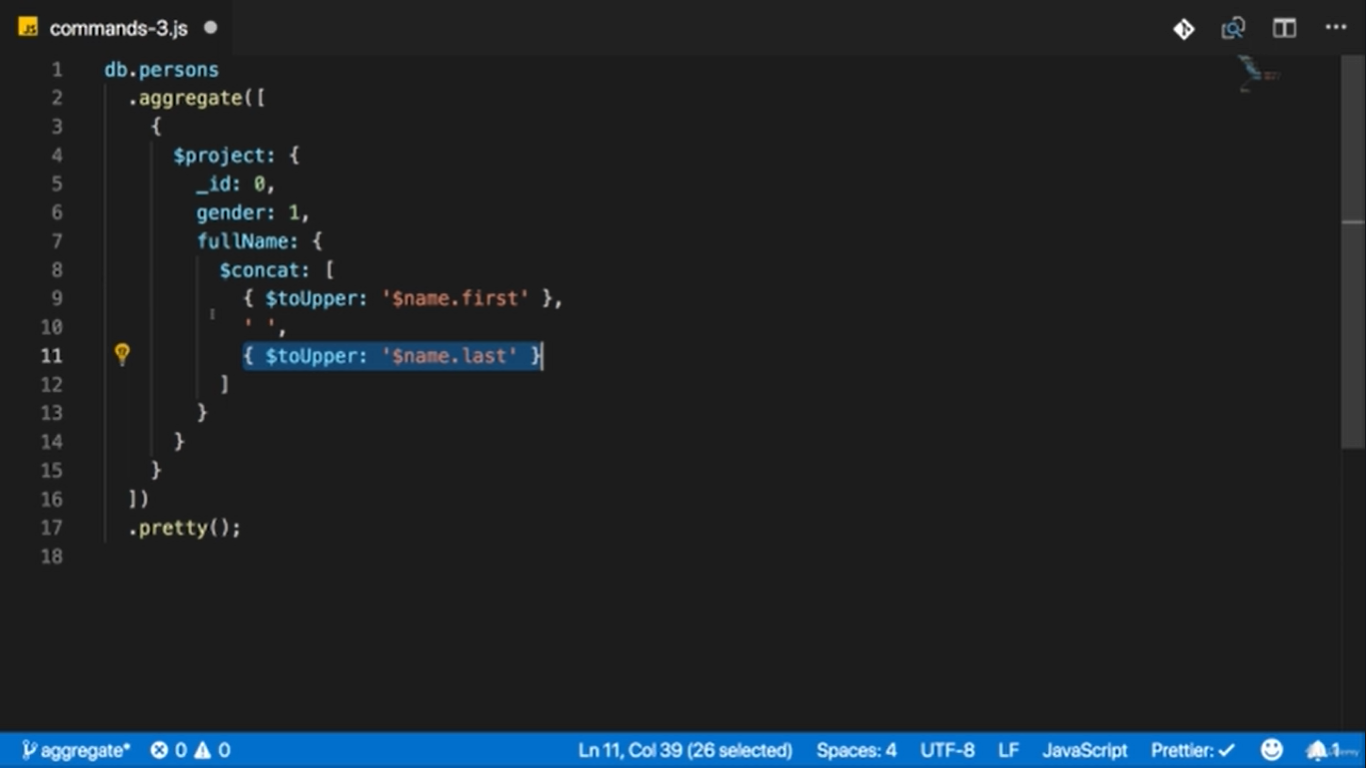 JS commands-3.js
1 db.persons
2 .aggregate([
3 {
4 $project: {
5 _id: 0,
6 gender: 1,
7 fullName: {
8 $concat: [
9 { $toUpper: '$name.first' },
10 ' ',
11 { $toUpper: '$name.last' }
12 ]
13 }
14 }
15 }
16 ])
17 .pretty();
18
aggregate* 0 0 Ln 11, Col 39 (26 selected) Spaces: 4 UTF-8 LF JavaScript Prettier: ✓ 1